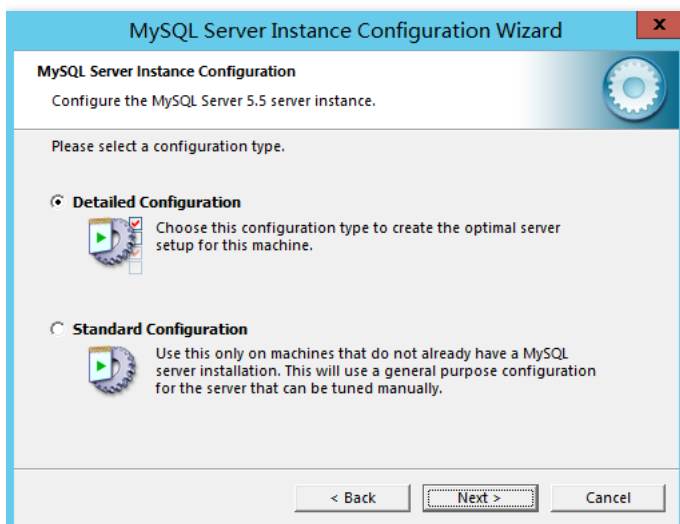 MySQL Server Instance Configuration Wizard
x
MySQL Server Instance Configuration
Configure the MySQL Server 5.5 server instance.
Please select a configuration type.
Detailed Configuration
Choose this configuration type to create the optimal server
setup for this machine.
Standard Configuration
Use this only on machines that do not already have a MySQL
server installation. This will use a general purpose configuration
for the server that can be tuned manually.
< Back Next > Cancel